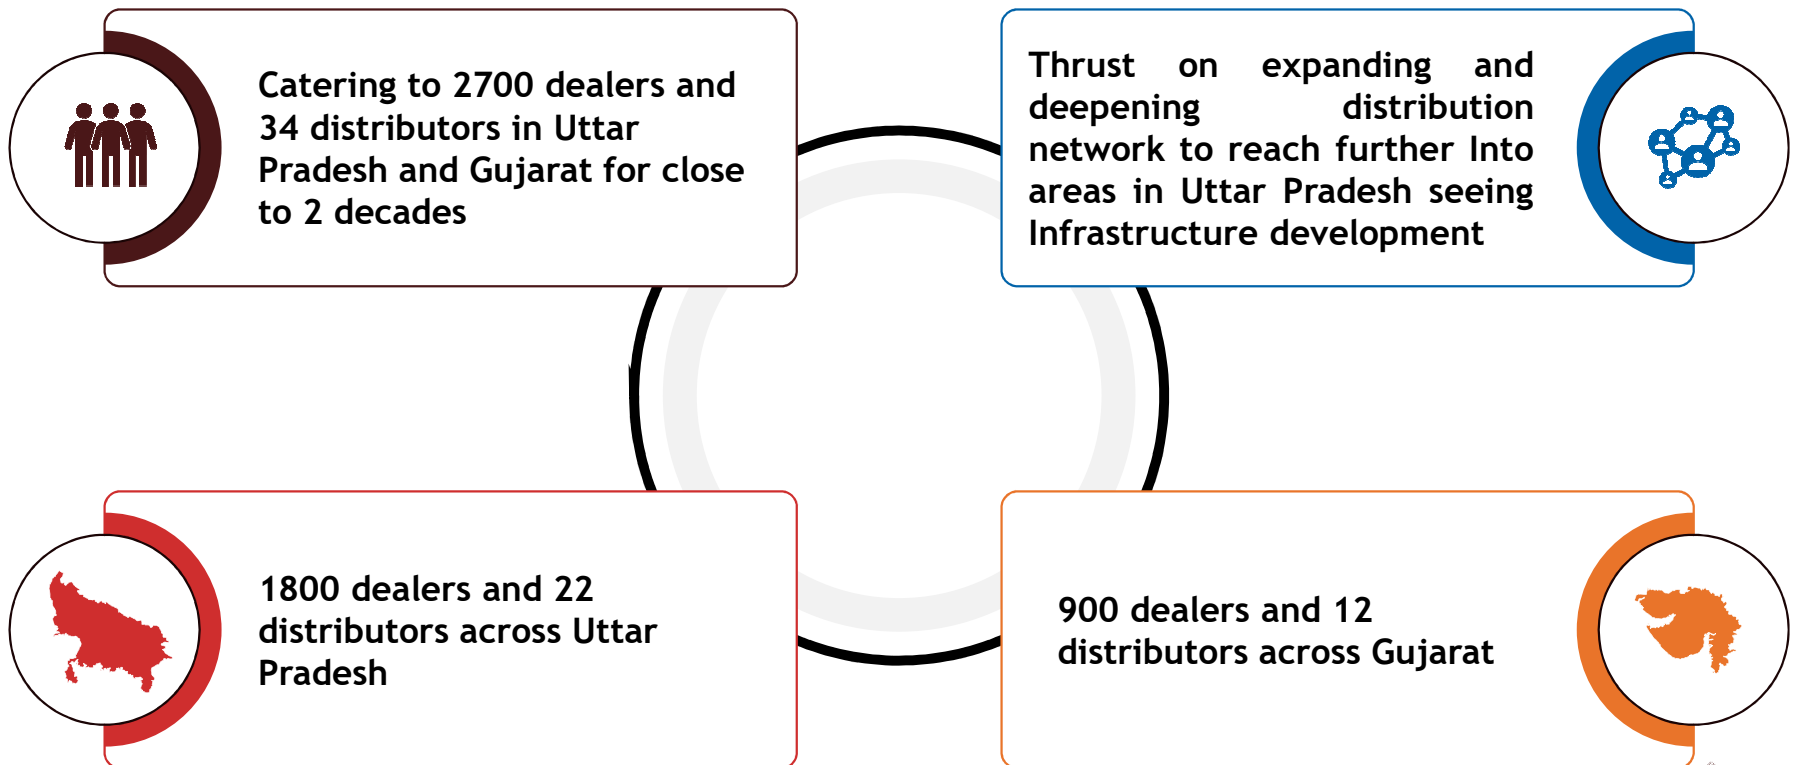 Catering to 2700 dealers and
34 distributors in Uttar
Pradesh and Gujarat for close
to 2 decades
Thrust on expanding and
deepening distribution
network to reach further Into
areas in Uttar Pradesh seeing
Infrastructure development
1800 dealers and 22
distributors across Uttar
Pradesh
900 dealers and 12
distributors across Gujarat